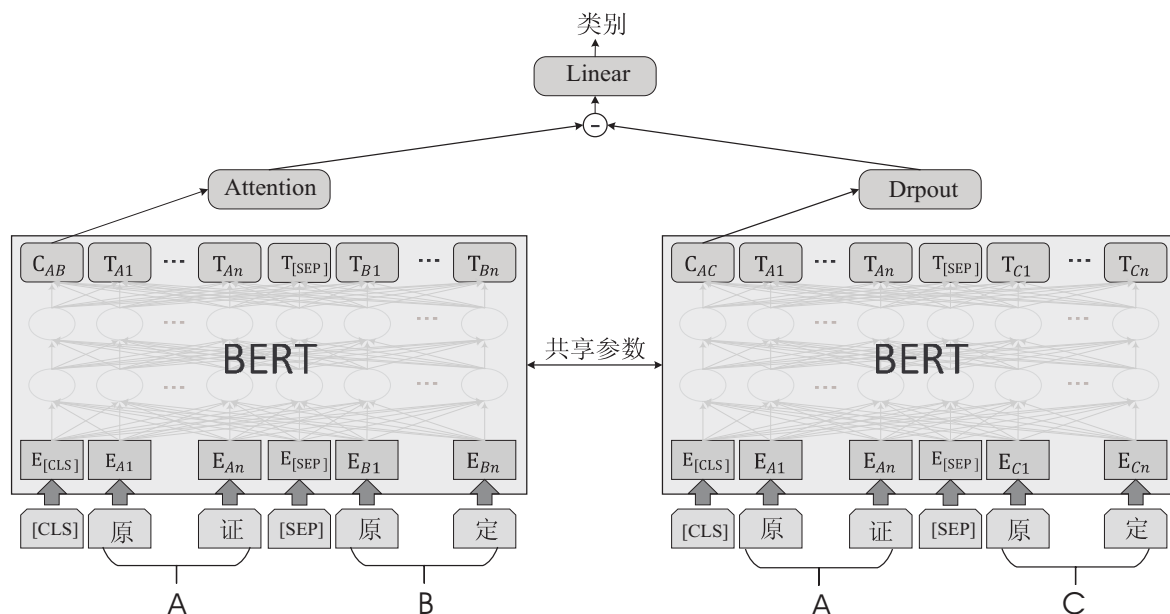 类别
Linear
-
Attention
Drpout
C_AB T_A1 ... T_An T_[SEP] T_B1 ... T_Bn
C_AC T_A1 ... T_An T_[SEP] T_C1 ... T_Cn
... ...
... ...
BERT
共享参数
BERT
... ...
... ...
E_[CLS] E_A1 E_An E_[SEP] E_B1 E_Bn
E_[CLS] E_A1 E_An E_[SEP] E_C1 E_Cn
[CLS] 原 证 [SEP] 原 定
[CLS] 原 证 [SEP] 原 定
A B
A C